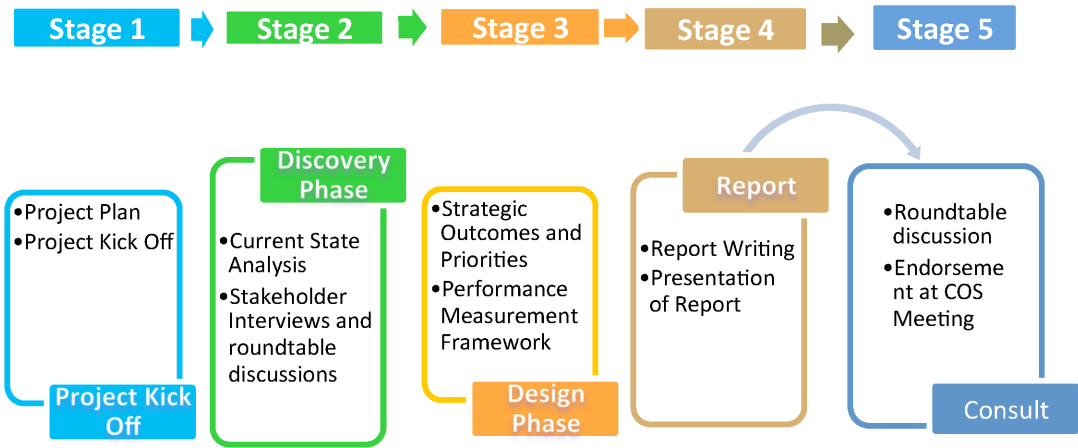 Stage 1
Stage 2
Stage 3
Stage 4
Stage 5
•Project Plan
•Project Kick Off
Project Kick
Off
Discovery
Phase
•Current State
Analysis
•Stakeholder
Interviews and
roundtable
discussions
•Strategic
Outcomes and
Priorities
•Performance
Measurement
Framework
Design
Phase
Report
•Report Writing
•Presentation
of Report
•Roundtable
discussion
•Endorseme
nt at COS
Meeting
Consult